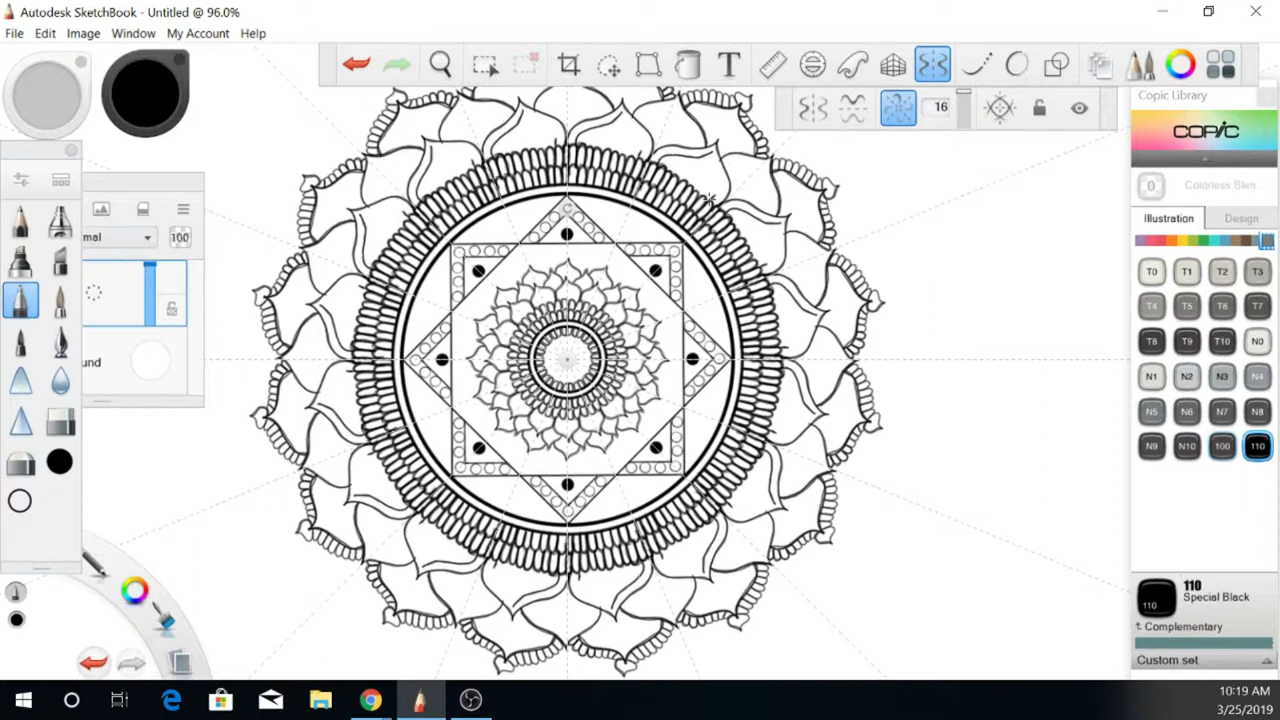 Autodesk SketchBook - Untitled @ 96.0%
File Edit Image Window My Account Help
T
16
Copic Library
COPIC
0 Colorless Blen.
mal 100
Illustration Design
T0 T1 T2 T3
T4 T5 T6 T7
T8 T9 T10 N0
und
N1 N2 N3 N4
N5 N6 N7 N8
N9 N10 100 110
110
110
Special Black
Complementary
Custom set
10:19 AM
3/25/2019